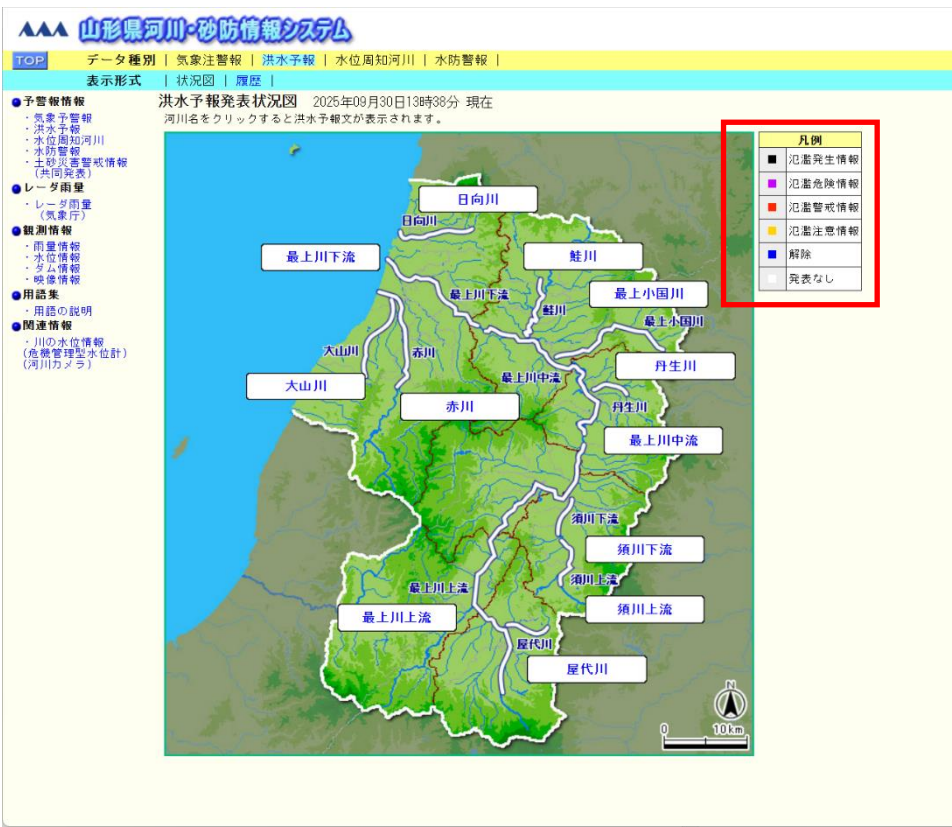 山形県河川・砂防情報システム
TOP データ種別 | 気象注警報 | 洪水予報 | 水位周知河川 | 水防警報 |
表示形式 | 状況図 | 履歴 |
予警報情報
・気象予警報
・洪水予報
・水位周知河川
・水防警報
・土砂災害警戒情報
(共同発表)
レーダ雨量
・レーダ雨量
(気象庁)
観測情報
・雨量情報
・水位情報
・ダム情報
・映像情報
用語集
・用語の説明
関連情報
・川の水位情報
(危機管理型水位計)
(河川カメラ)
洪水予報発表状況図 2025年09月30日13時38分 現在
河川名をクリックすると洪水予報文が表示されます。
日向川
日向川
最上川下流
鮭川
最上川下流
最上小国川
鮭川
最上小国川
大山川
赤川
丹生川
最上川中流
大山川
赤川
丹生川
最上川中流
須川下流
須川下流
須川上流
最上川上流
須川上流
最上川上流
屋代川
屋代川
N
0 10km
凡例
氾濫発生情報
氾濫危険情報
氾濫警戒情報
氾濫注意情報
解除
発表なし